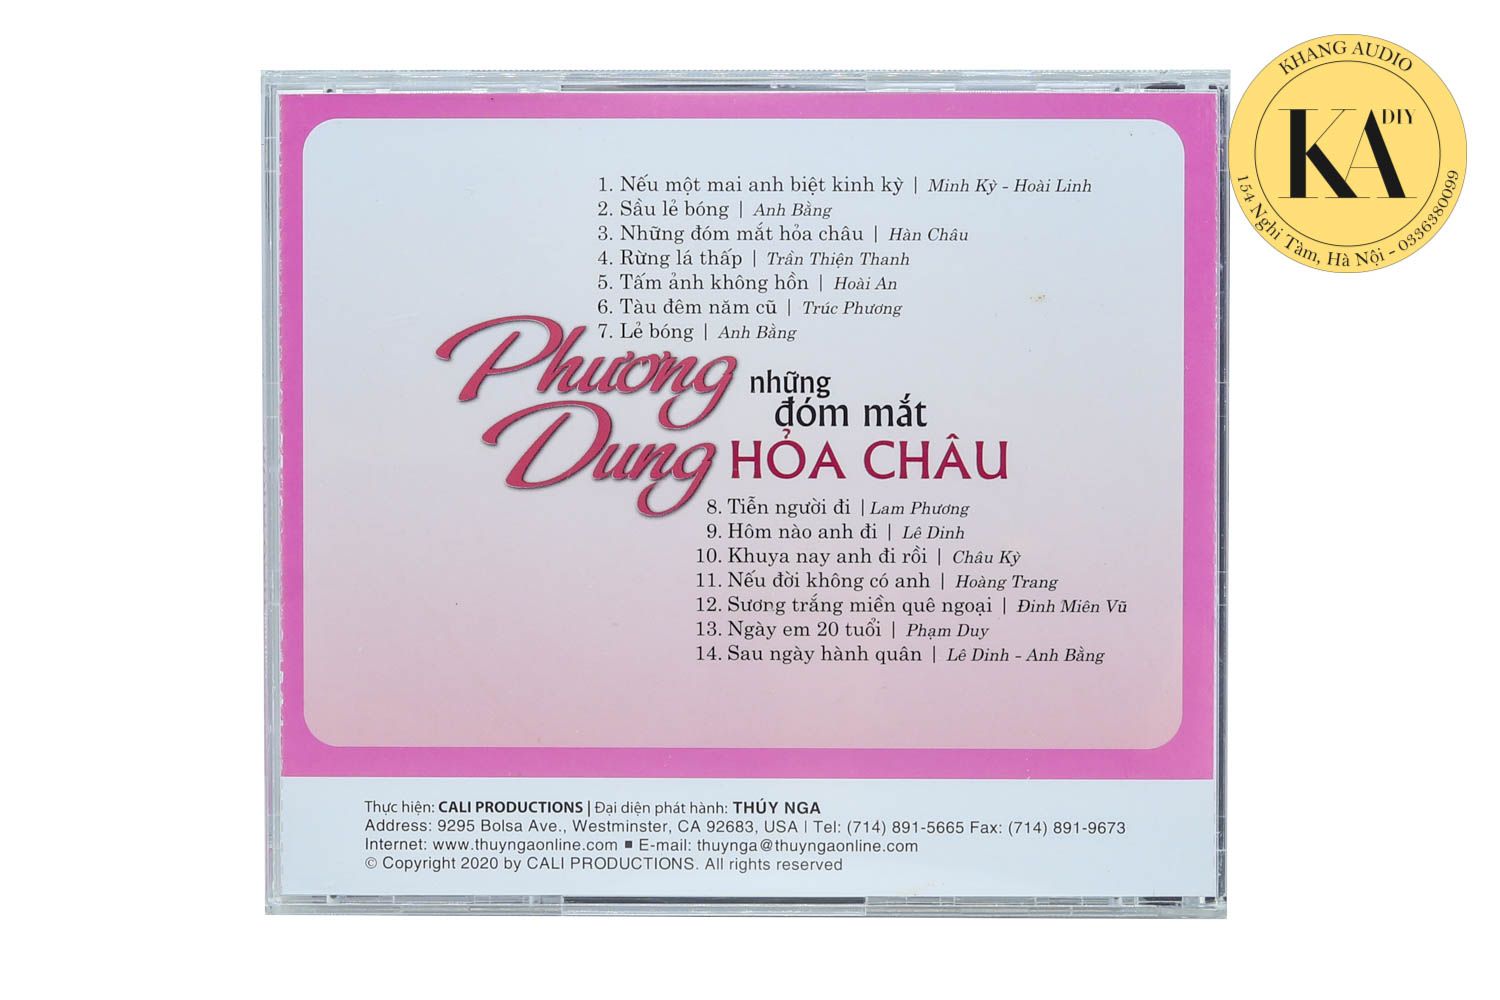 KHANG AUDIO
KA DIY
154 Nghi Tàm, Hà Nội - 0336380099
1. Nếu một mai anh biệt kinh kỳ | Minh Kỳ - Hoài Linh
2. Sầu lẻ bóng | Anh Bằng
3. Những đóm mắt hỏa châu | Hàn Châu
4. Rừng lá thấp | Trần Thiện Thanh
5. Tấm ảnh không hồn | Hoài An
6. Tàu đêm năm cũ | Trúc Phương
7. Lẻ bóng | Anh Bằng
Phương Dung
những
đóm mắt
HỎA CHÂU
8. Tiễn người đi | Lam Phương
9. Hôm nào anh đi | Lê Dinh
10. Khuya nay anh đi rồi | Châu Kỳ
11. Nếu đời không có anh | Hoàng Trang
12. Sương trắng miền quê ngoại | Đinh Miên Vũ
13. Ngày em 20 tuổi | Phạm Duy
14. Sau ngày hành quân | Lê Dinh - Anh Bằng
Thực hiện: CALI PRODUCTIONS | Đại diện phát hành: THÚY NGA
Address: 9295 Bolsa Ave., Westminster, CA 92683, USA | Tel: (714) 891-5665 Fax: (714) 891-9673
Internet: www.thuyngaonline.com ■ E-mail: thuynga@thuyngaonline.com
© Copyright 2020 by CALI PRODUCTIONS. All rights reserved